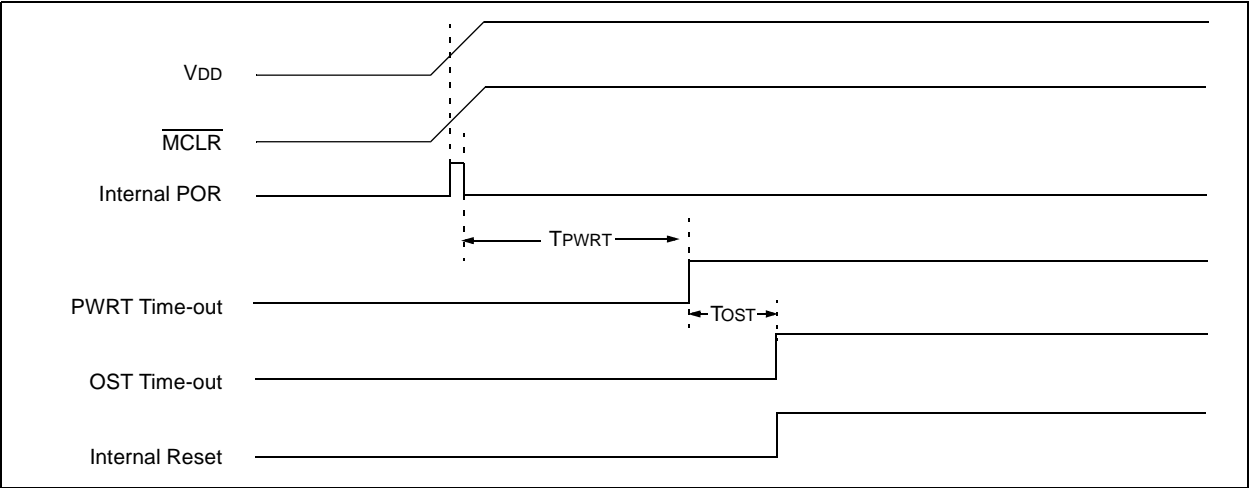 VDD
MCLR
Internal POR
TPWRT
PWRT Time-out
TOST
OST Time-out
Internal Reset